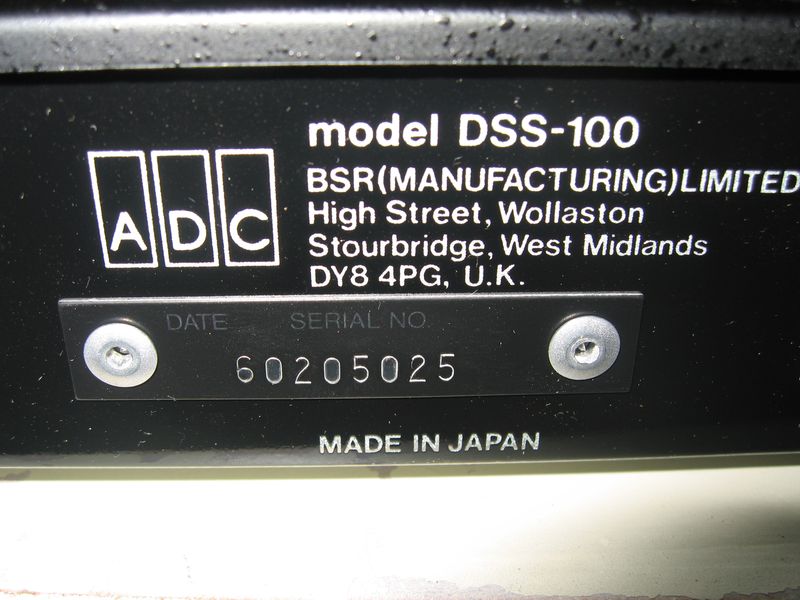 model DSS-100
ADC
BSR(MANUFACTURING)LIMITED
High Street, Wollaston
Stourbridge, West Midlands
DY8 4PG, U.K.
DATE SERIAL NO.
60205025
MADE IN JAPAN